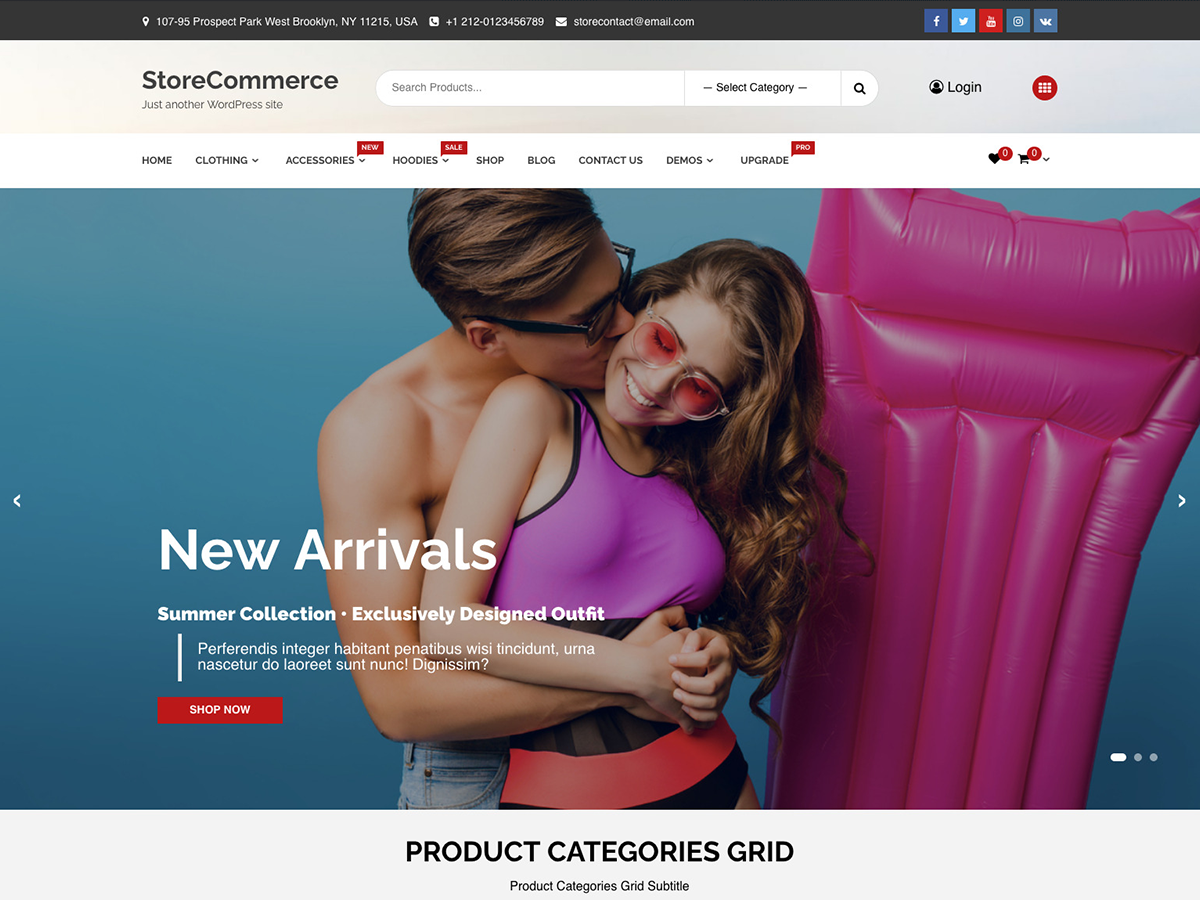 107-95 Prospect Park West Brooklyn, NY 11215, USA +1 212-0123456789 storecontact@email.com
StoreCommerce
Just another WordPress site
Search Products...
— Select Category —
Login
HOME CLOTHING ACCESSORIES NEW HOODIES SALE SHOP BLOG CONTACT US DEMOS UPGRADE PRO 0 0
New Arrivals
Summer Collection • Exclusively Designed Outfit
Perferendis integer habitant penatibus wisi tincidunt, urna
nascetur do laoreet sunt nunc! Dignissim?
SHOP NOW
PRODUCT CATEGORIES GRID
Product Categories Grid Subtitle